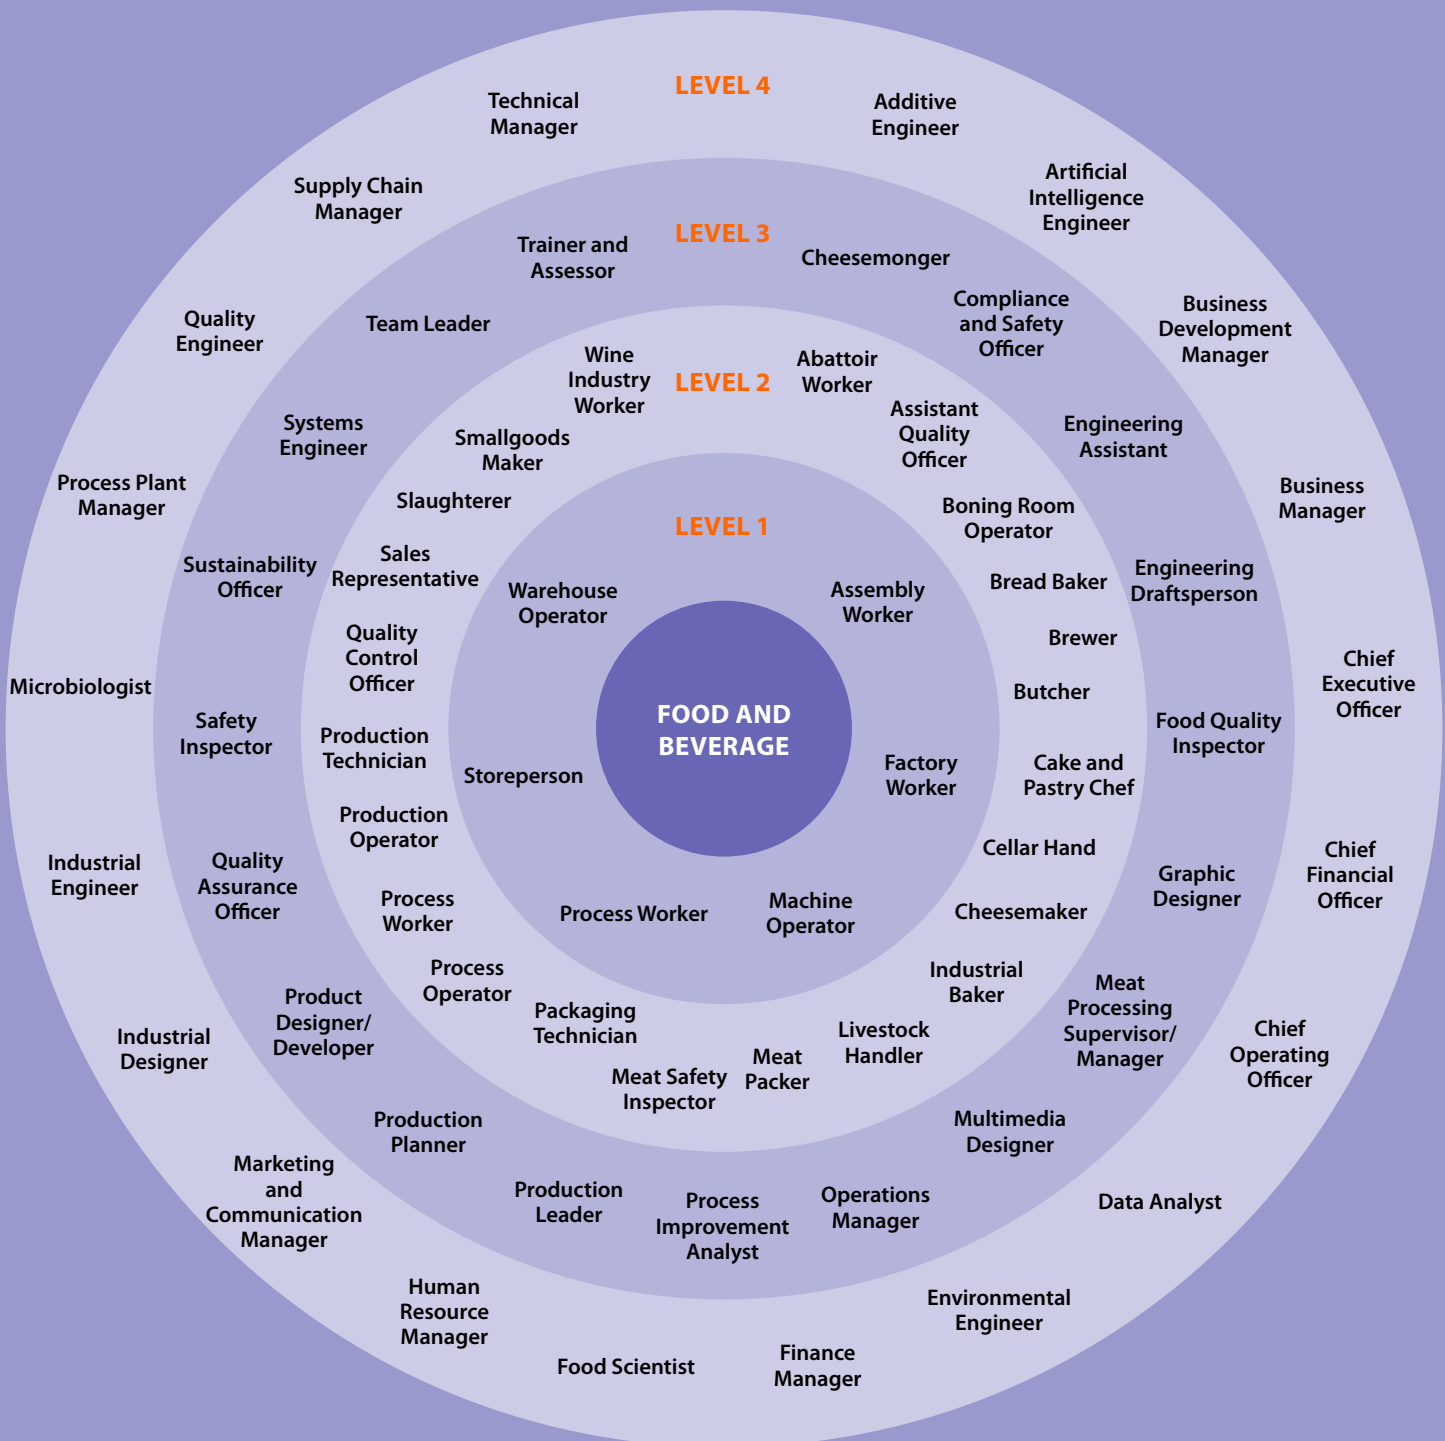 LEVEL 4
Additive
Engineer
Artificial
Intelligence
Engineer
Business
Development
Manager
Business
Manager
Chief
Executive
Officer
Chief
Financial
Officer
Chief
Operating
Officer
Data Analyst
Environmental
Engineer
Finance
Manager
Food Scientist
Human
Resource
Manager
Marketing
and
Communication
Manager
Industrial
Designer
Industrial
Engineer
Microbiologist
Process Plant
Manager
Quality
Engineer
Supply Chain
Manager
Technical
Manager
LEVEL 3
Cheesemonger
Compliance
and Safety
Officer
Engineering
Assistant
Engineering
Draftsperson
Food Quality
Inspector
Graphic
Designer
Meat
Processing
Supervisor/
Manager
Multimedia
Designer
Operations
Manager
Process
Improvement
Analyst
Production
Leader
Production
Planner
Product
Designer/
Developer
Quality
Assurance
Officer
Safety
Inspector
Sustainability
Officer
Systems
Engineer
Team Leader
Trainer and
Assessor
LEVEL 2
Abattoir
Worker
Assistant
Quality
Officer
Boning Room
Operator
Bread Baker
Brewer
Butcher
Cake and
Pastry Chef
Cellar Hand
Cheesemaker
Industrial
Baker
Livestock
Handler
Meat
Packer
Meat Safety
Inspector
Packaging
Technician
Process
Operator
Process
Worker
Production
Operator
Production
Technician
Quality
Control
Officer
Sales
Representative
Slaughterer
Smallgoods
Maker
Wine
Industry
Worker
LEVEL 1
Assembly
Worker
Factory
Worker
Machine
Operator
Process Worker
Storeperson
Warehouse
Operator
FOOD AND
BEVERAGE